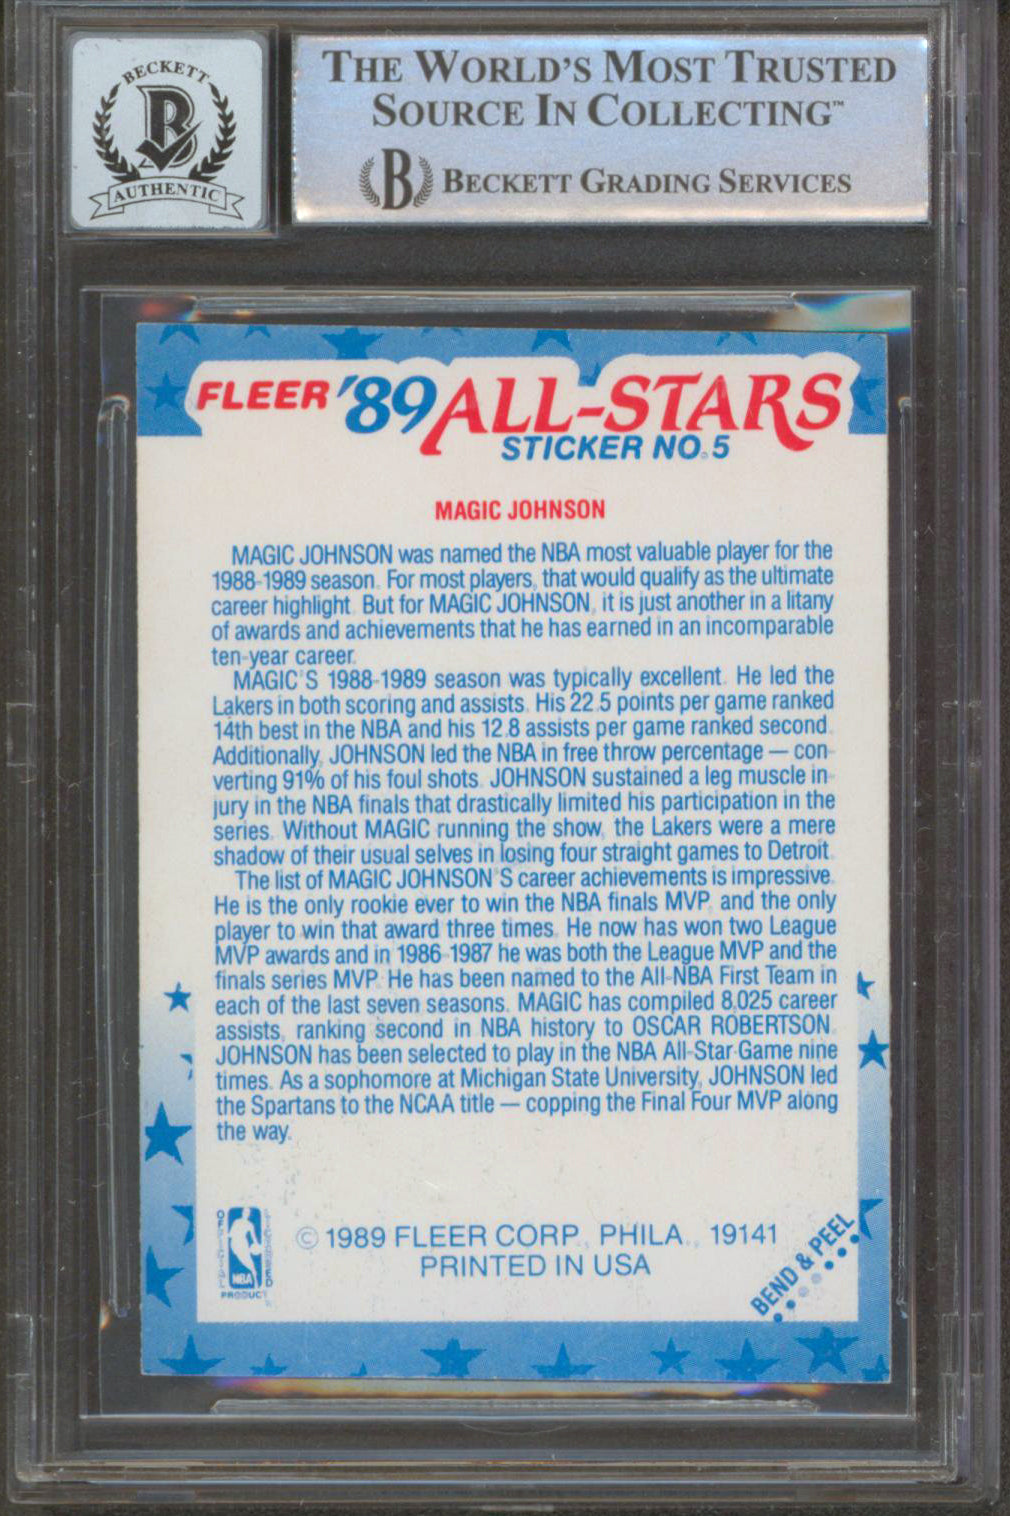 BECKETT
B
AUTHENTIC
THE WORLD'S MOST TRUSTED
SOURCE IN COLLECTING™
B BECKETT GRADING SERVICES
FLEER '89 ALL-STARS
STICKER NO. 5
MAGIC JOHNSON
MAGIC JOHNSON was named the NBA most valuable player for the
1988-1989 season. For most players, that would qualify as the ultimate
career highlight. But for MAGIC JOHNSON, it is just another in a litany
of awards and achievements that he has earned in an incomparable
ten-year career.
MAGIC'S 1988-1989 season was typically excellent. He led the
Lakers in both scoring and assists. His 22.5 points per game ranked
14th best in the NBA and his 12.8 assists per game ranked second.
Additionally, JOHNSON led the NBA in free throw percentage — con-
verting 91% of his foul shots. JOHNSON sustained a leg muscle in-
jury in the NBA finals that drastically limited his participation in the
series. Without MAGIC running the show, the Lakers were a mere
shadow of their usual selves in losing four straight games to Detroit.
The list of MAGIC JOHNSON'S career achievements is impressive.
He is the only rookie ever to win the NBA finals MVP, and the only
player to win that award three times. He now has won two League
MVP awards and in 1986-1987 he was both the League MVP and the
finals series MVP. He has been named to the All-NBA First Team in
each of the last seven seasons. MAGIC has compiled 8,025 career
assists, ranking second in NBA history to OSCAR ROBERTSON.
JOHNSON has been selected to play in the NBA All-Star Game nine
times. As a sophomore at Michigan State University, JOHNSON led
the Spartans to the NCAA title — copping the Final Four MVP along
the way.
OFFICIAL LICENSED
NBA
PRODUCT
© 1989 FLEER CORP., PHILA., 19141
PRINTED IN USA
BEND & PEEL